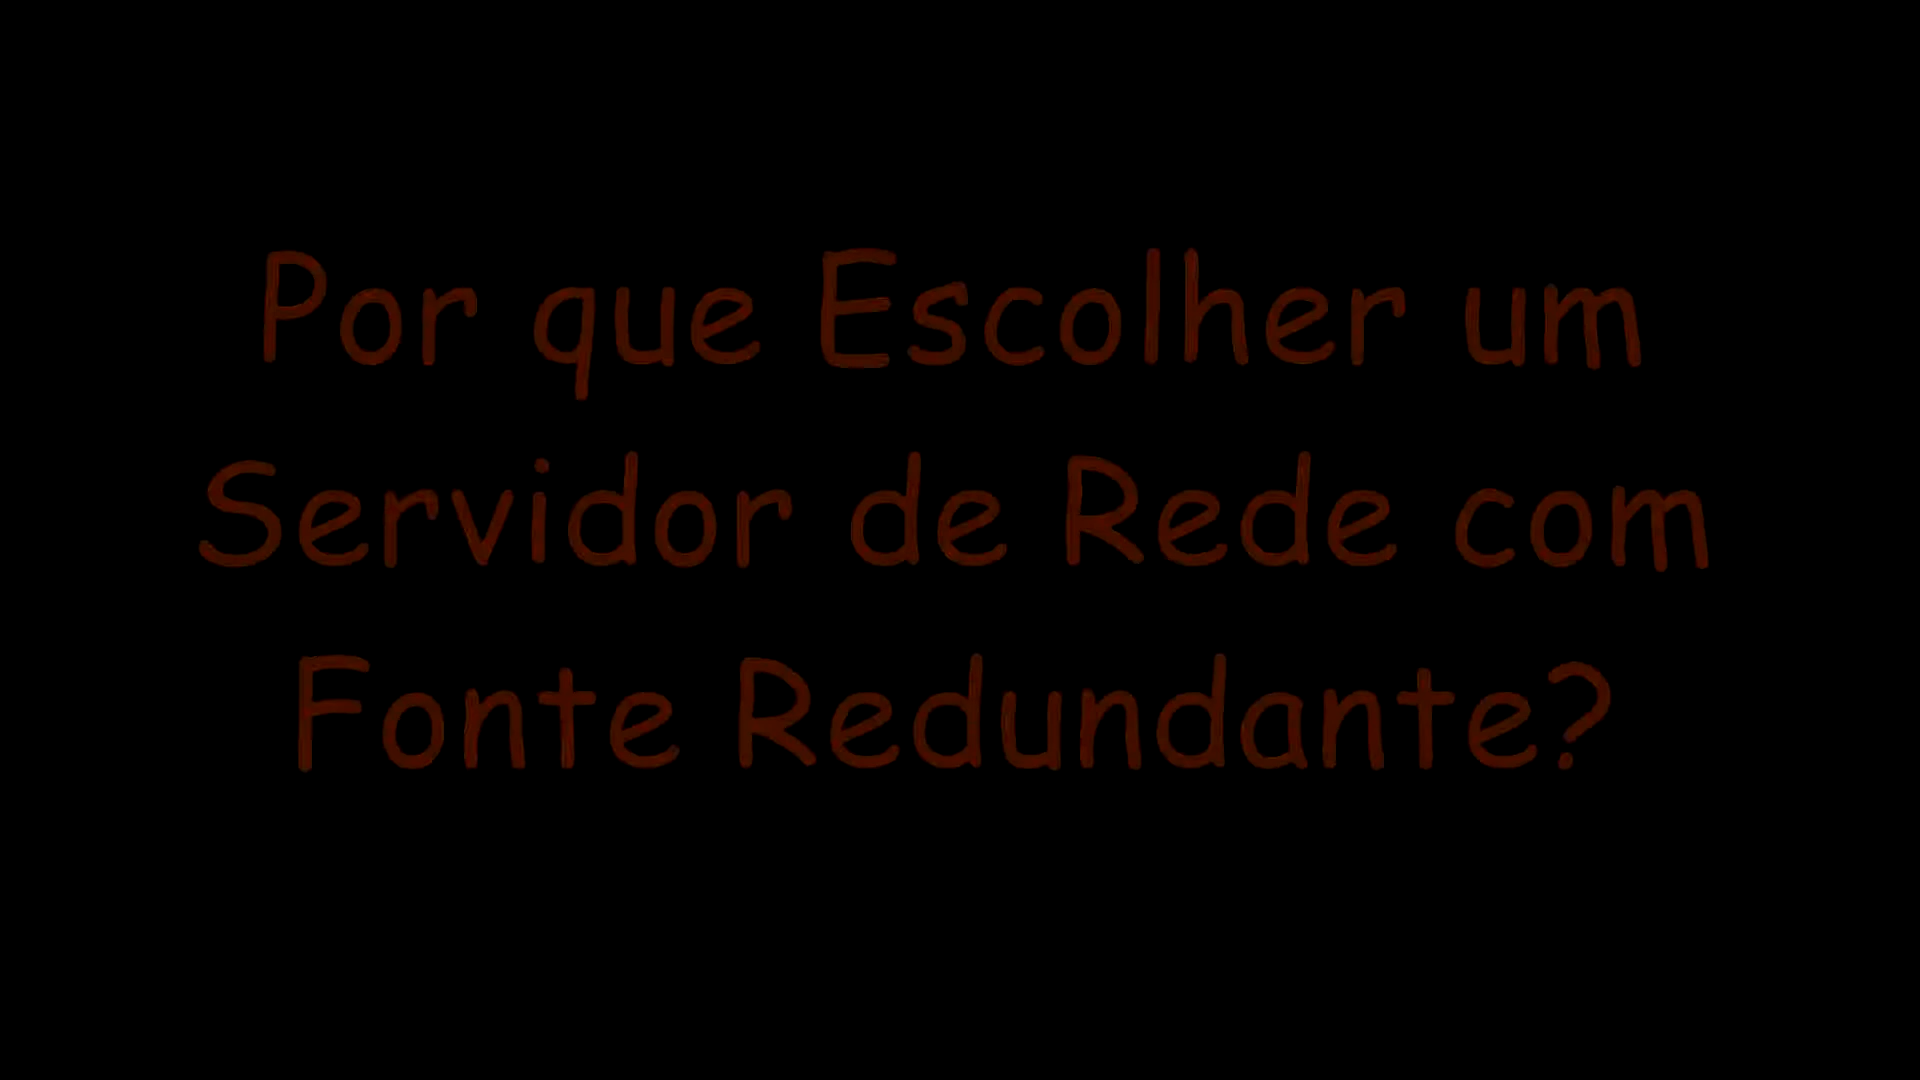 Por que Escolher um
Servidor de Rede com
Fonte Redundante?